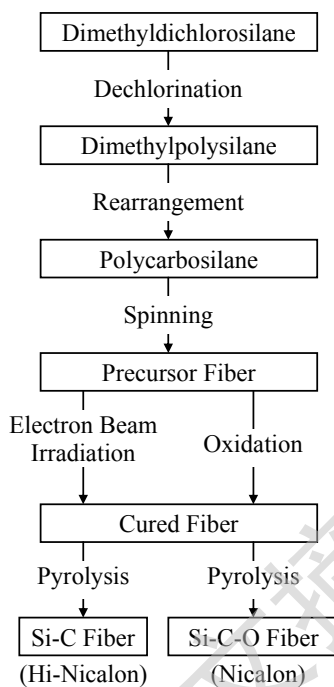 Dimethyldichlorosilane
Dechlorination
Dimethylpolysilane
Rearrangement
Polycarbosilane
Spinning
Precursor Fiber
Electron Beam
Irradiation
Oxidation
Cured Fiber
Pyrolysis
Pyrolysis
Si-C Fiber
Si-C-O Fiber
(Hi-Nicalon)
(Nicalon)